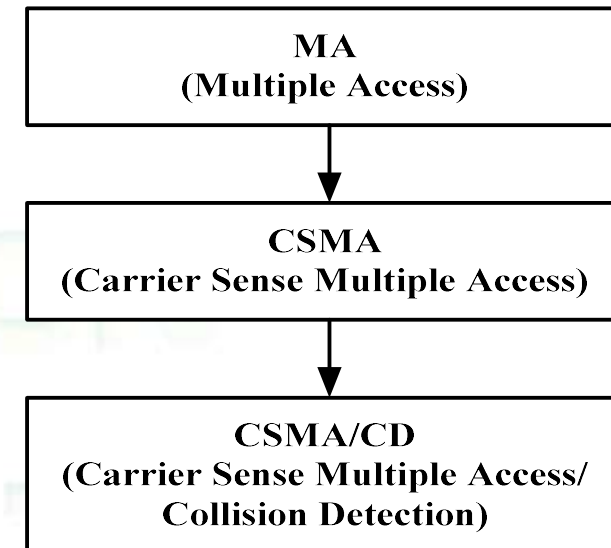 MA
(Multiple Access)
CSMA
(Carrier Sense Multiple Access)
CSMA/CD
(Carrier Sense Multiple Access/
Collision Detection)